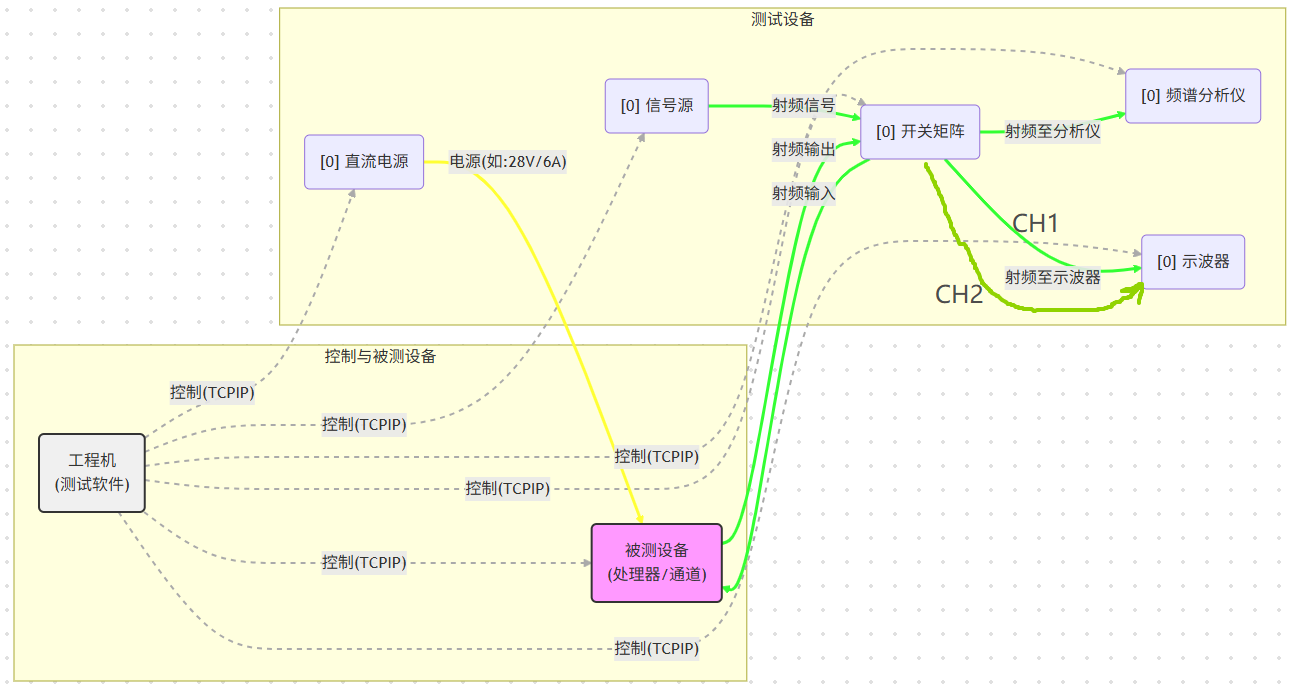 测试设备
[0] 信号源
[0] 频谱分析仪
射频信号
[0] 开关矩阵
射频至分析仪
[0] 直流电源
电源(如:28V/6A)
射频输出
射频输入
CH1
[0] 示波器
射频至示波器
CH2
控制与被测设备
控制(TCPIP)
控制(TCPIP)
控制(TCPIP)
控制(TCPIP)
工程机
(测试软件)
被测设备
(处理器/通道)
控制(TCPIP)
控制(TCPIP)